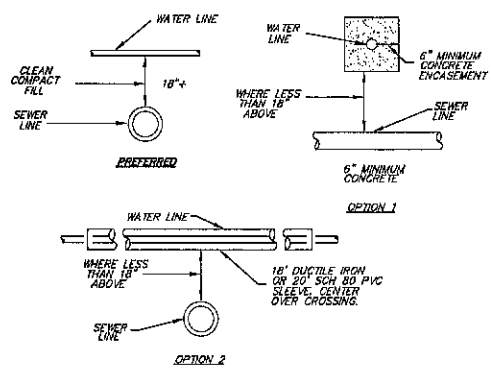 WATER LINE
CLEAN
COMPACT
FILL
18"+
SEWER
LINE
PREFERRED
WATER
LINE
6" MINIMUM
CONCRETE
ENCASEMENT
WHERE LESS
THAN 18"
ABOVE
SEWER
LINE
6" MINIMUM
CONCRETE
OPTION 1
WATER LINE
WHERE LESS
THAN 18"
ABOVE
18' DUCTILE IRON
OR 20' SCH 80 PVC
SLEEVE, CENTER
OVER CROSSING.
SEWER
LINE
OPTION 2